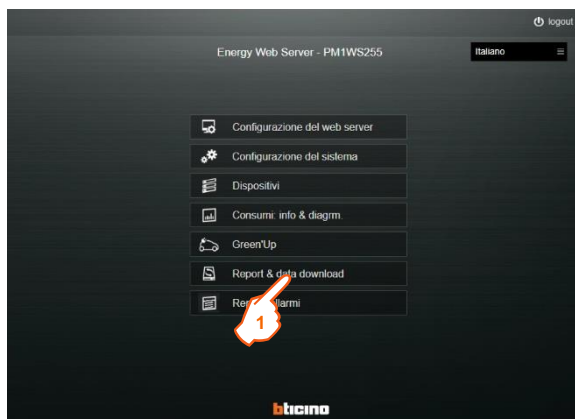 logout
Energy Web Server - PM1WS255
Italiano
Configurazione del web server
Configurazione del sistema
Dispositivi
Consumi: info & diagrm.
Green'Up
Report & data download
1
bticino